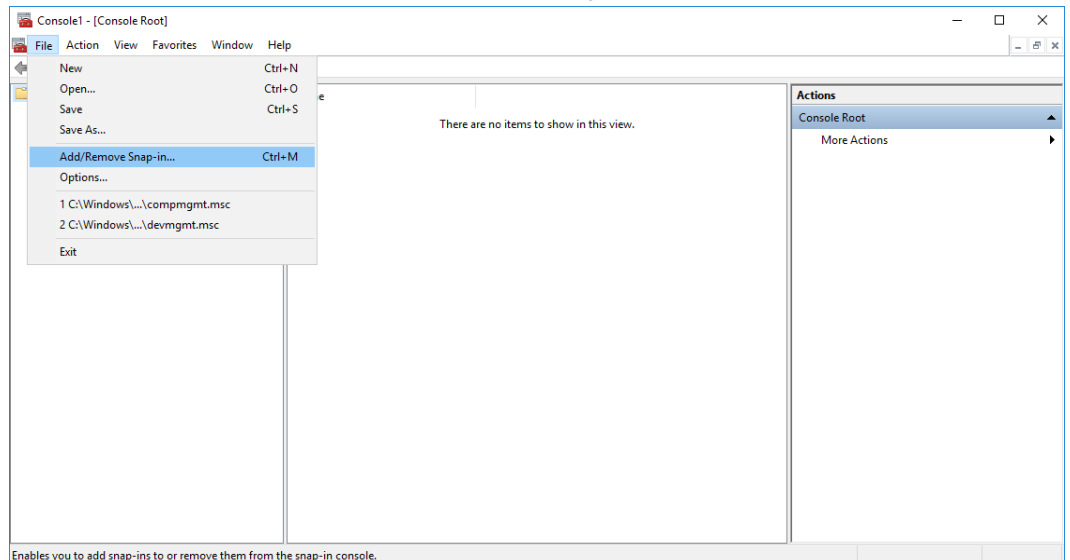 Console1 - [Console Root]
File Action View Favorites Window Help
New Ctrl+N
Open... Ctrl+O
Save Ctrl+S
Save As...
Add/Remove Snap-in... Ctrl+M
Options...
1 C:\Windows\...\compmgmt.msc
2 C:\Windows\...\devmgmt.msc
Exit
There are no items to show in this view.
Actions
Console Root
More Actions
Enables you to add snap-ins to or remove them from the snap-in console.